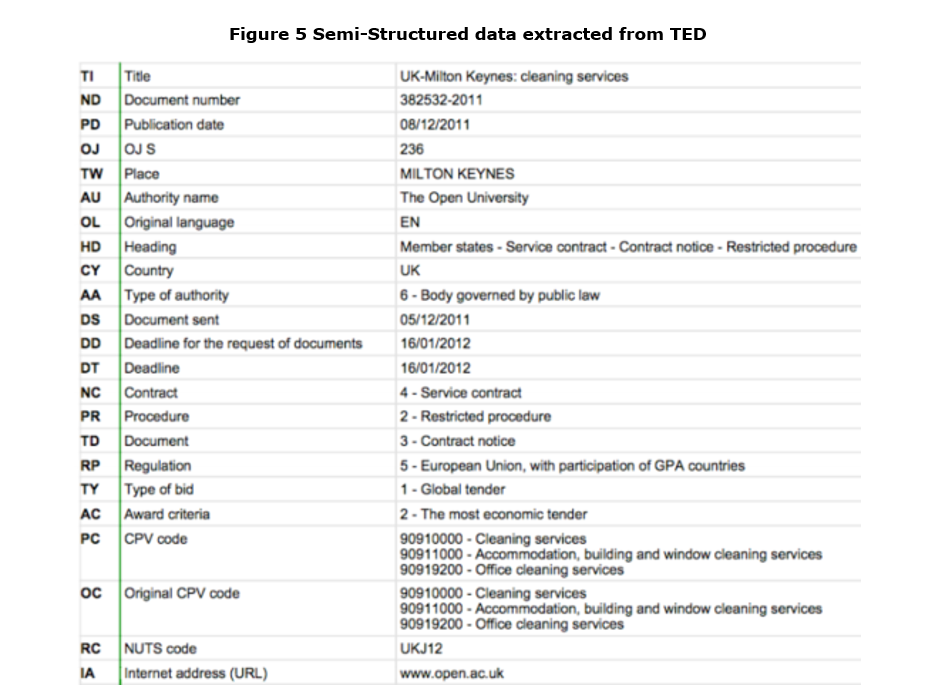 Figure 5 Semi-Structured data extracted from TED
TI Title UK-Milton Keynes: cleaning services
ND Document number 382532-2011
PD Publication date 08/12/2011
OJ OJ S 236
TW Place MILTON KEYNES
AU Authority name The Open University
OL Original language EN
HD Heading Member states - Service contract - Contract notice - Restricted procedure
CY Country UK
AA Type of authority 6 - Body governed by public law
DS Document sent 05/12/2011
DD Deadline for the request of documents 16/01/2012
DT Deadline 16/01/2012
NC Contract 4 - Service contract
PR Procedure 2 - Restricted procedure
TD Document 3 - Contract notice
RP Regulation 5 - European Union, with participation of GPA countries
TY Type of bid 1 - Global tender
AC Award criteria 2 - The most economic tender
PC CPV code 90910000 - Cleaning services
90911000 - Accommodation, building and window cleaning services
90919200 - Office cleaning services
OC Original CPV code 90910000 - Cleaning services
90911000 - Accommodation, building and window cleaning services
90919200 - Office cleaning services
RC NUTS code UKJ12
IA Internet address (URL) www.open.ac.uk